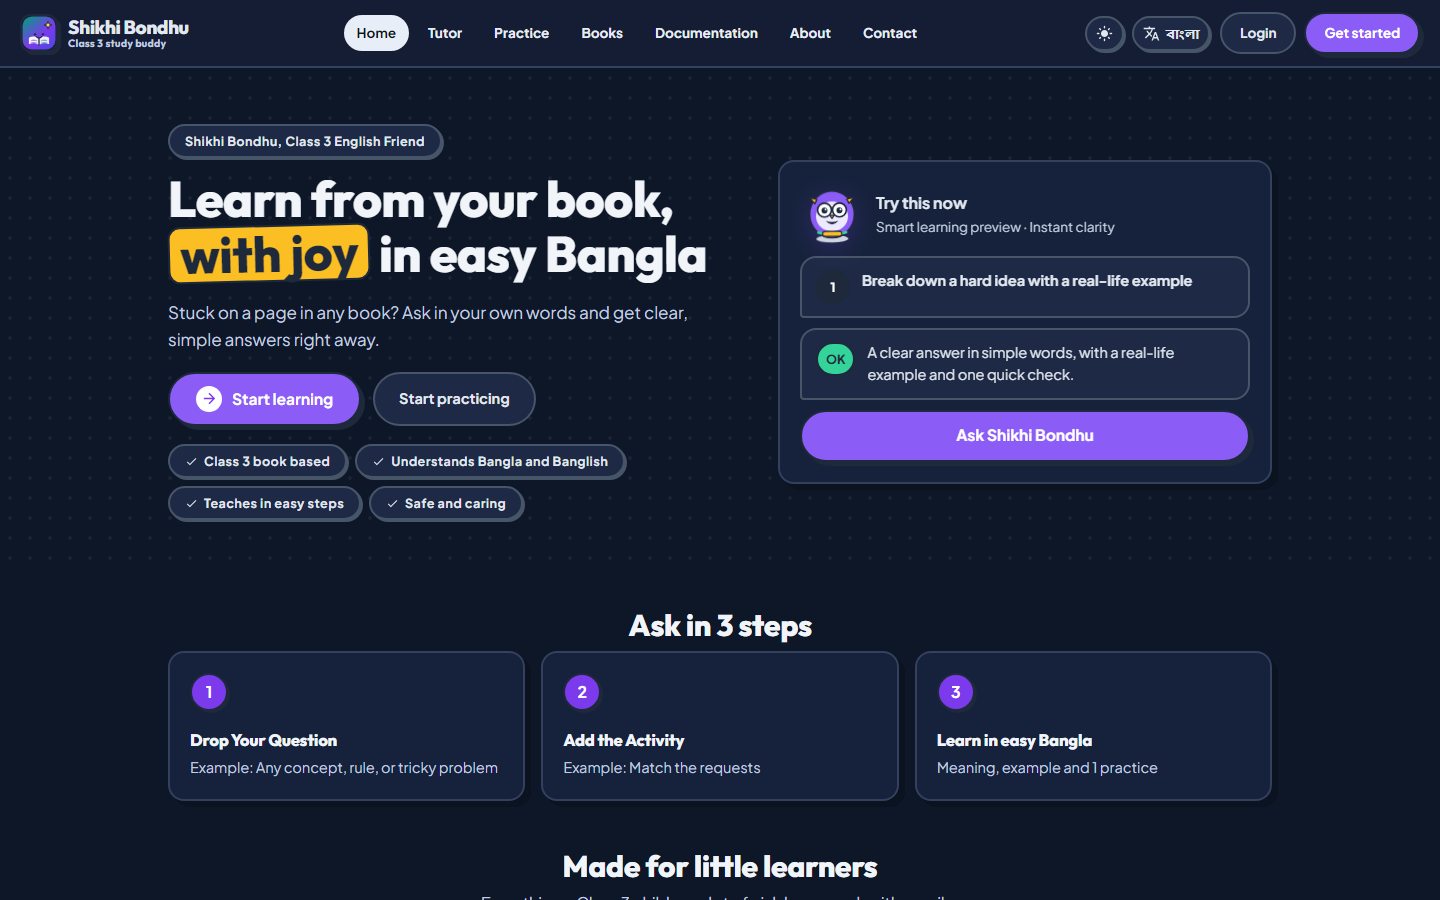 Shikhi Bondhu
Class 3 study buddy
Home
Tutor
Practice
Books
Documentation
About
Contact
বাংলা
Login
Get started
Shikhi Bondhu, Class 3 English Friend
Learn from your book,
with joy in easy Bangla
Stuck on a page in any book? Ask in your own words and get clear,
simple answers right away.
Start learning
Start practicing
Class 3 book based
Understands Bangla and Banglish
Teaches in easy steps
Safe and caring
Try this now
Smart learning preview · Instant clarity
1
Break down a hard idea with a real-life example
OK
A clear answer in simple words, with a real-life
example and one quick check.
Ask Shikhi Bondhu
Ask in 3 steps
1
Drop Your Question
Example: Any concept, rule, or tricky problem
2
Add the Activity
Example: Match the requests
3
Learn in easy Bangla
Meaning, example and 1 practice
Made for little learners